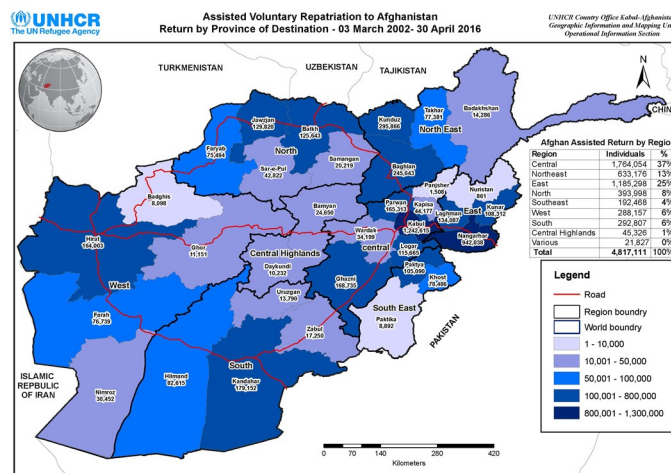 UNHCR
The UN Refugee Agency
Assisted Voluntary Repatriation to Afghanistan
Return by Province of Destination - 03 March 2002- 30 April 2016
UNHCR Country Office Kabul-Afghanis
Geographic Information and Mapping Un
Operational Information Section
TURKMENISTAN
UZBEKISTAN
TAJIKISTAN
N
CHIN
Badakhshan
14,286
Takhar
77,381
North East
Kunduz
295,866
Jawzjan
129,820
Balkh
125,643
Faryab
75,494
North
Samangan
20,219
Sar-e-Pul
42,822
Baghlan
245,643
Panjsher
1,506
Nuristan
861
Badghis
8,698
Bamyan
24,650
Parwan
165,313
Kapisa
44,177
Laghman
134,087
East
Kunar
108,312
Kabul
1,242,615
Nangarhar
942,038
Hirat
164,003
Ghor
11,151
Wardak
34,199
central
Central Highlands
Logar
115,665
Daykundi
10,232
Ghazni
168,735
Paktya
105,090
Khost
78,486
West
Uruzgan
13,790
South East
Paktika
8,892
Farah
76,739
Zabul
17,250
PAKISTAN
South
ISLAMIC
REPBULIC
OF IRAN
Nimroz
30,452
Hilmand
82,615
Kandahar
179,152
Afghan Assisted Return by Regio
Region Individuals %
Central 1,764,054 37%
Northeast 633,176 13%
East 1,185,298 25%
North 393,998 8%
Southeast 192,468 4%
West 288,157 6%
South 292,807 6%
Central Highlands 45,326 1%
Various 21,827 0%
Total 4,817,111 100%
Legend
Road
Region boundry
World boundry
1 - 10,000
10,001 - 50,000
50,001 - 100,000
100,001 - 800,000
800,001 - 1,300,000
0 70 140 210 280 420
Kilometers